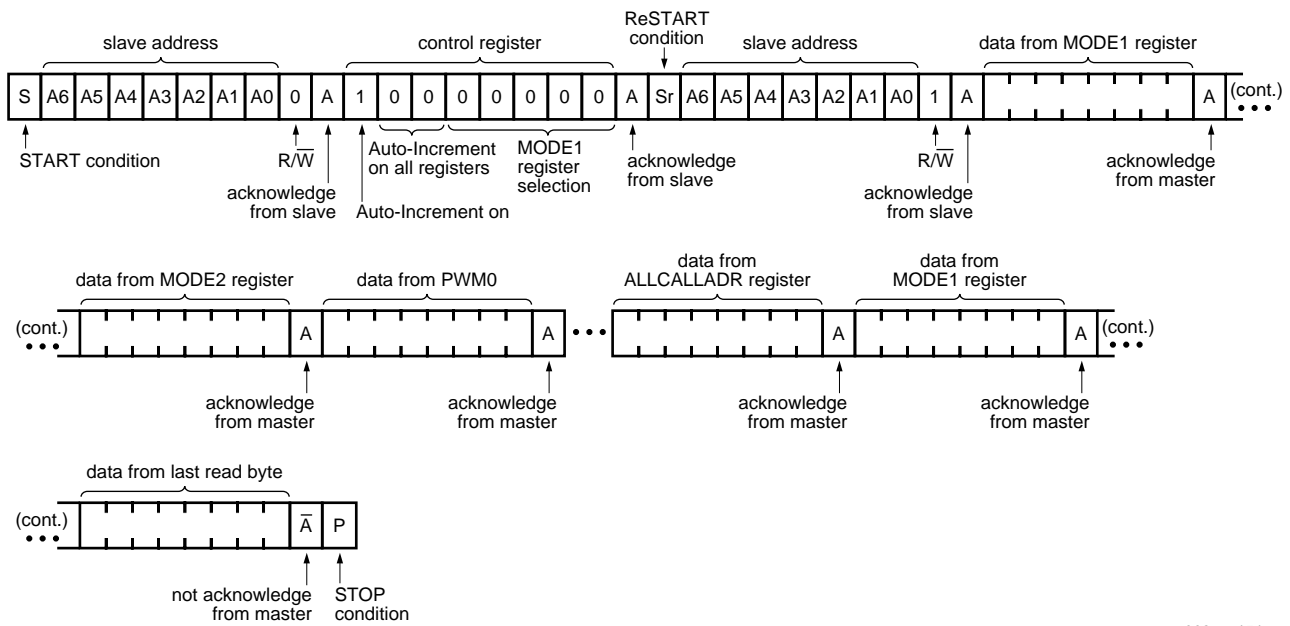 ReSTART
condition
slave address
control register
slave address
data from MODE1 register
S A6 A5 A4 A3 A2 A1 A0 0 A 1 0 0 0 0 0 0 0 A Sr A6 A5 A4 A3 A2 A1 A0 1 A A (cont.)
START condition
R/W̅
acknowledge
from slave
Auto-Increment
on all registers
Auto-Increment on
MODE1
register
selection
acknowledge
from slave
R/W̅
acknowledge
from slave
acknowledge
from master
data from MODE2 register
data from PWM0
data from
ALLCALLADR register
data from
MODE1 register
(cont.) A A A A (cont.)
acknowledge
from master
acknowledge
from master
acknowledge
from master
acknowledge
from master
data from last read byte
(cont.) A̅ P
not acknowledge
from master
STOP
condition